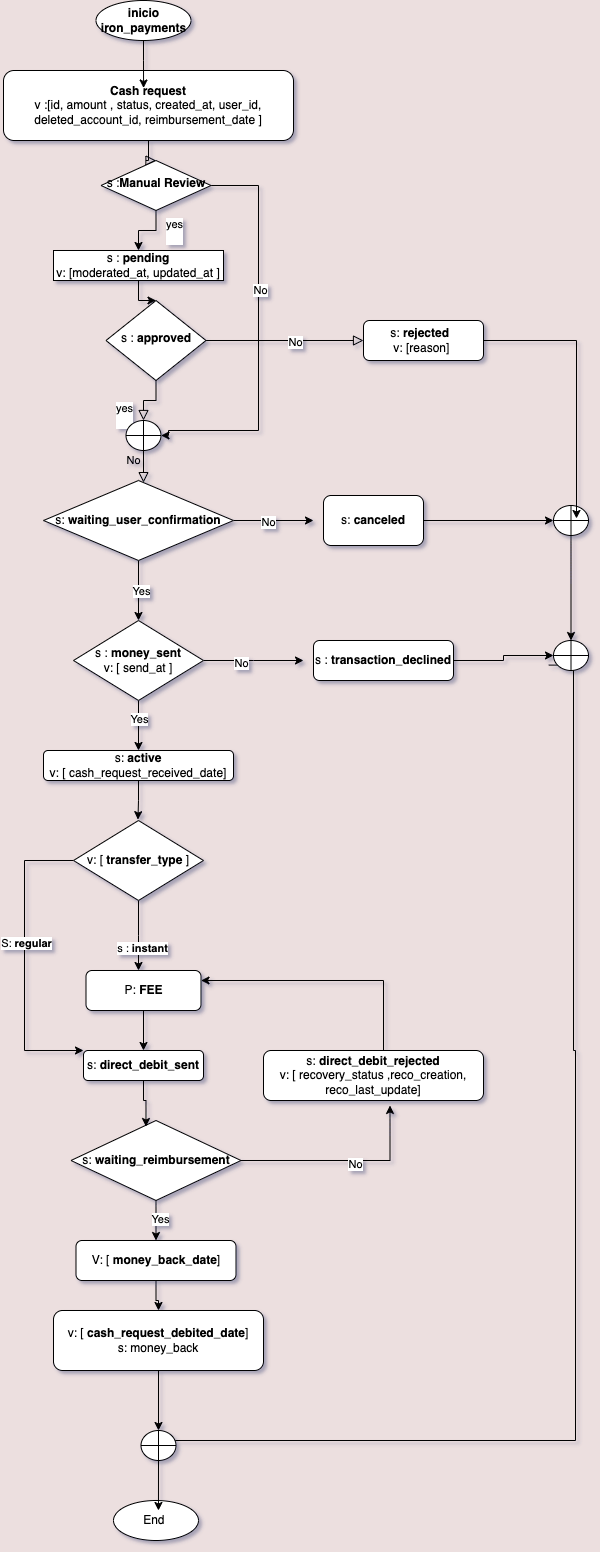 inicio
iron_payments
Cash request
v :[id, amount , status, created_at, user_id,
deleted_account_id, reimbursement_date ]
s :Manual Review
yes
s : pending
v: [moderated_at, updated_at ]
No
s : approved
No
s: rejected
v: [reason]
yes
No
s: waiting_user_confirmation
No
s: canceled
Yes
s : money_sent
v: [ send_at ]
No
s : transaction_declined
Yes
s: active
v: [ cash_request_received_date]
v: [ transfer_type ]
S: regular
s : instant
P: FEE
s: direct_debit_sent
s: direct_debit_rejected
v: [ recovery_status ,reco_creation,
reco_last_update]
s: waiting_reimbursement
No
Yes
V: [ money_back_date]
v: [ cash_request_debited_date]
s: money_back
End